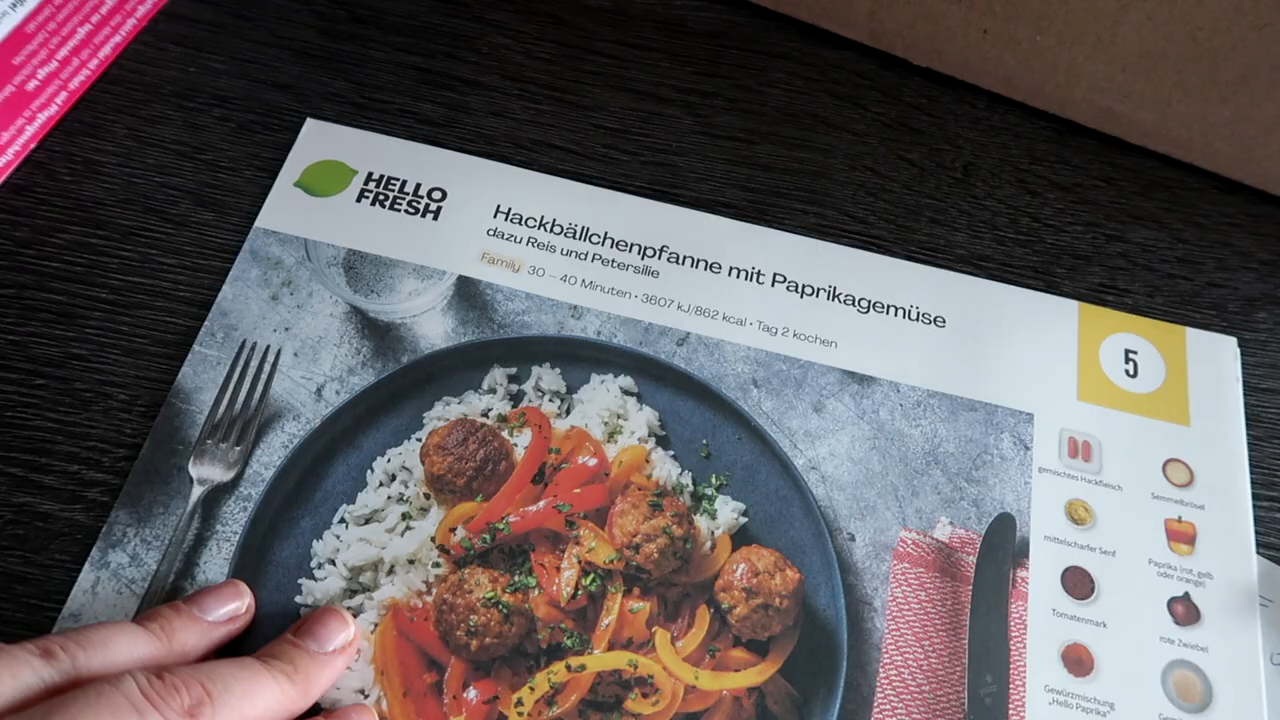 HELLO
FRESH
Hackbällchenpfanne mit Paprikagemüse
dazu Reis und Petersilie
Family 30 – 40 Minuten • 3607 kJ/862 kcal • Tag 2 kochen
5
gemischtes Hackfleisch
Semmelbrösel
mittelscharfer Senf
Paprika (rot, gelb
oder orange)
Tomatenmark
rote Zwiebel
Gewürzmischung
„Hello Paprika“